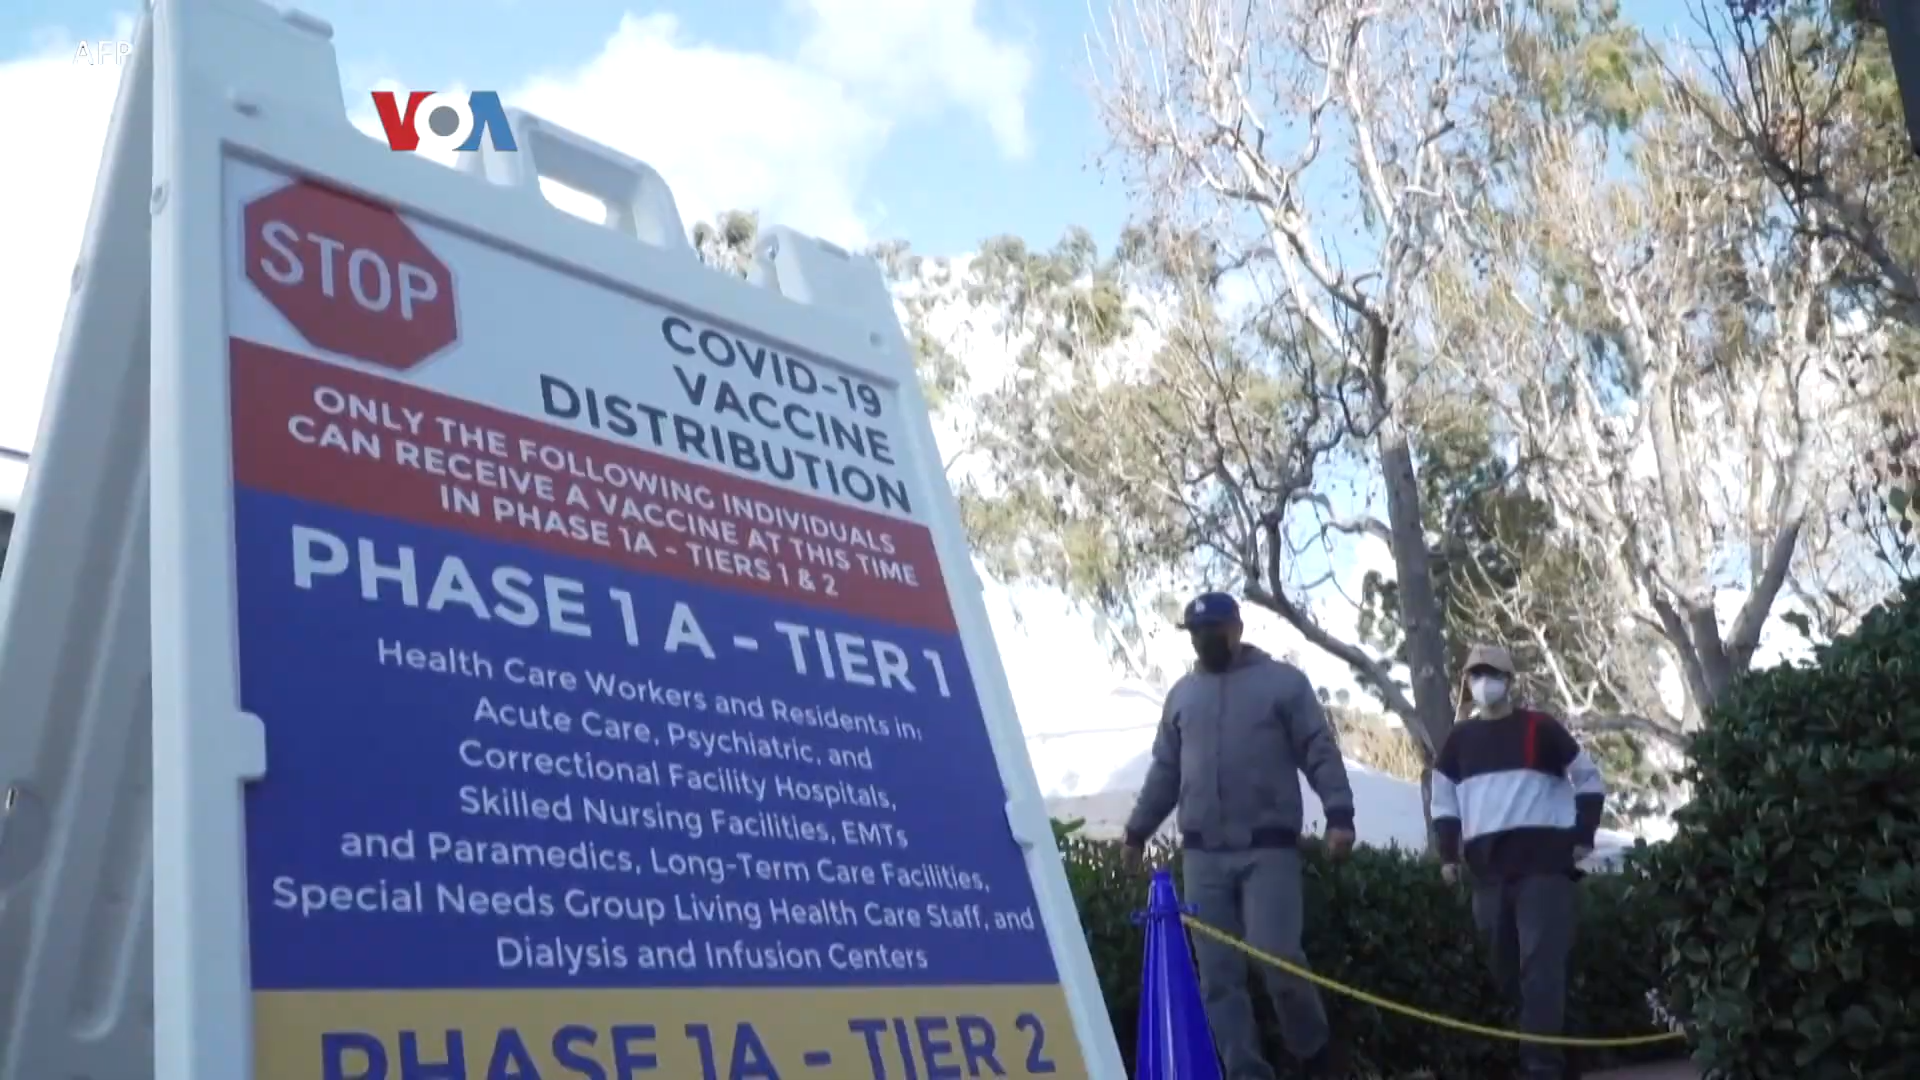 AFP
VOA
STOP
COVID-19
VACCINE
DISTRIBUTION
ONLY THE FOLLOWING INDIVIDUALS
CAN RECEIVE A VACCINE AT THIS TIME
IN PHASE 1A - TIERS 1 & 2
PHASE 1A - TIER 1
Health Care Workers and Residents in:
Acute Care, Psychiatric, and
Correctional Facility Hospitals,
Skilled Nursing Facilities, EMTs
and Paramedics, Long-Term Care Facilities,
Special Needs Group Living Health Care Staff, and
Dialysis and Infusion Centers
PHASE 1A - TIER 2